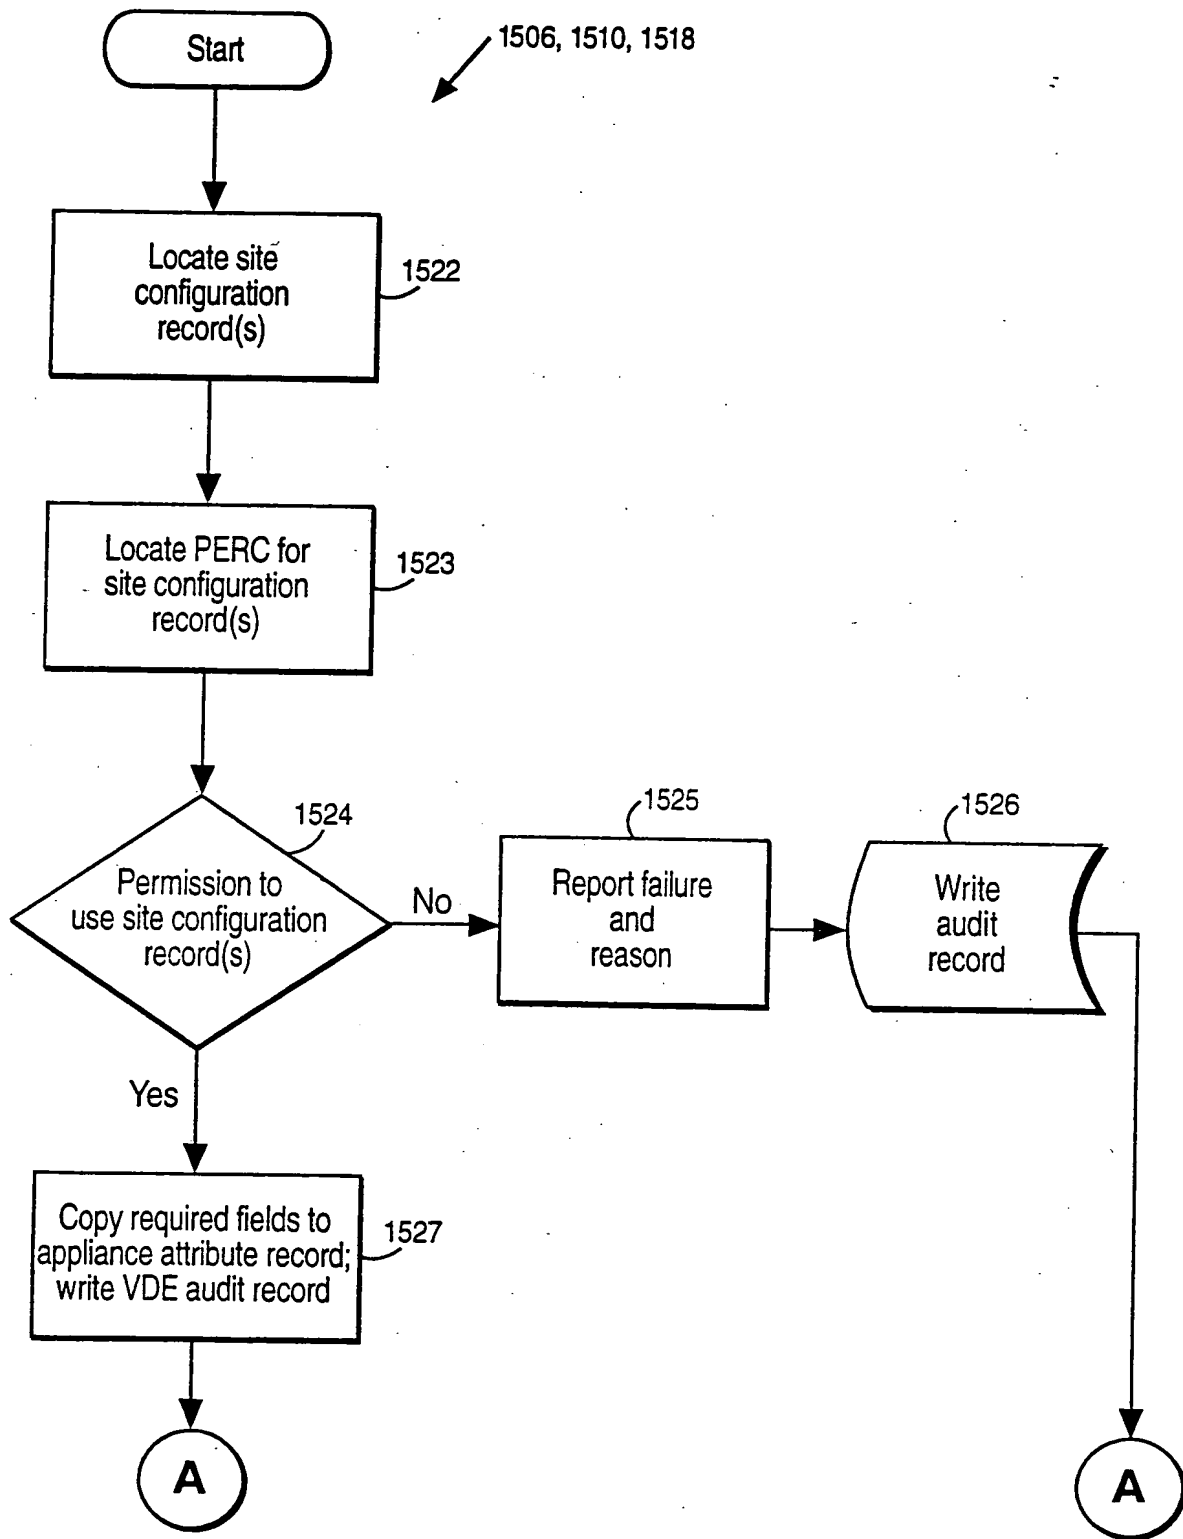 Start
1506, 1510, 1518
Locate site
configuration
record(s)
1522
Locate PERC for
site configuration
record(s)
1523
1524
Permission to
use site configuration
record(s)
No
1525
Report failure
and
reason
1526
Write
audit
record
Yes
Copy required fields to
appliance attribute record;
write VDE audit record
1527
A
A